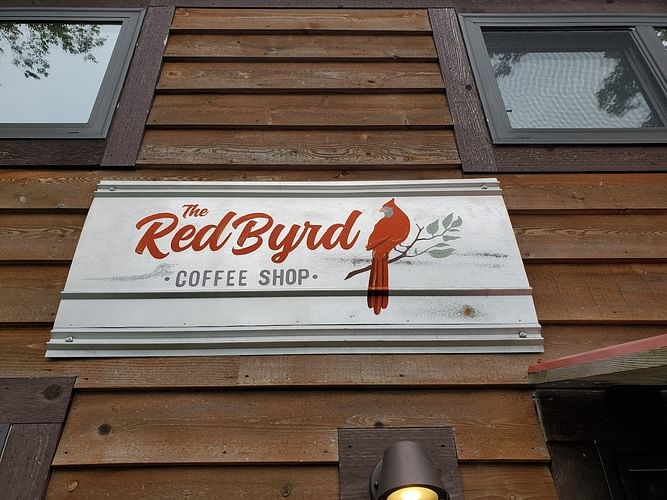 The
RedByrd
• COFFEE SHOP •